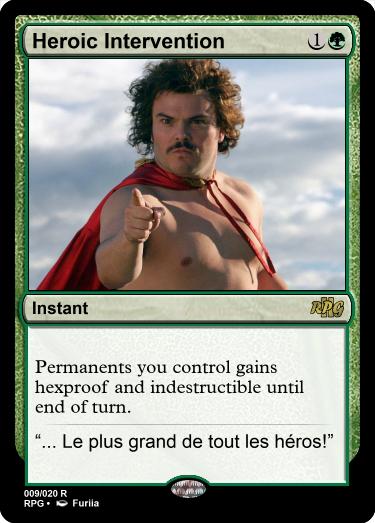 Heroic Intervention 1
Instant RPG
Permanents you control gains
hexproof and indestructible until
end of turn.
“... Le plus grand de tout les héros!”
009/020 R
RPG • Furiia